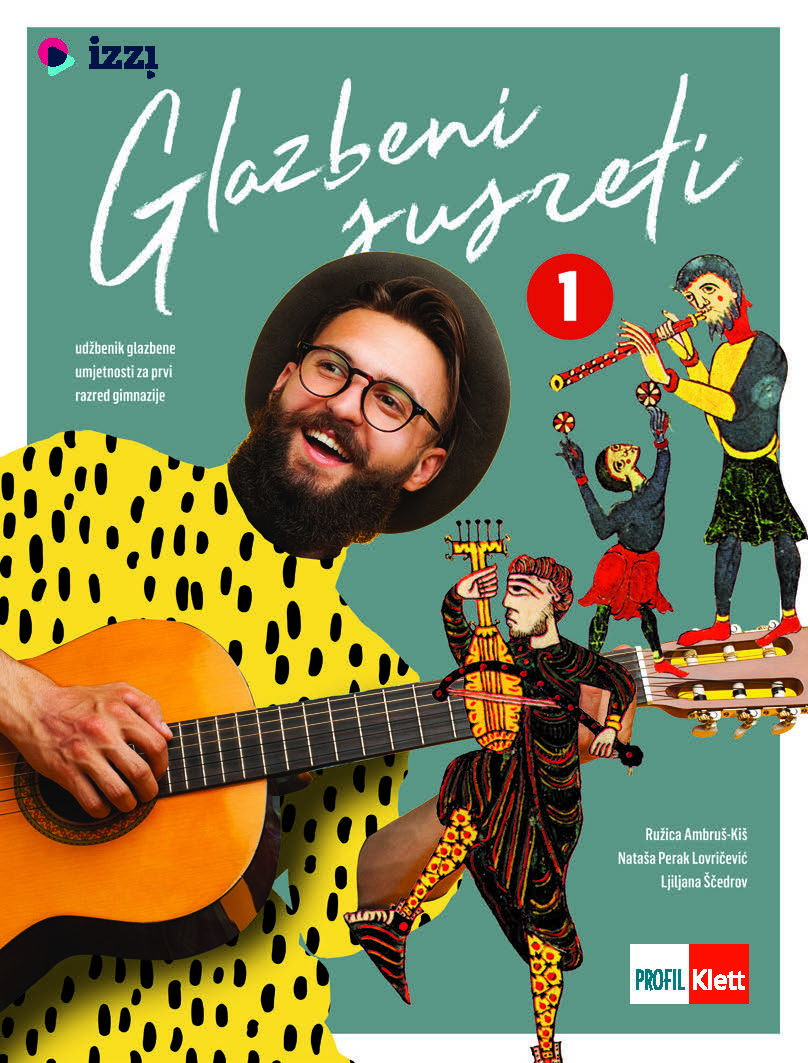 izzi
Glazbeni
susreti
1
udžbenik glazbene
umjetnosti za prvi
razred gimnazije
Ružica Ambruš-Kiš
Nataša Perak Lovričević
Ljiljana Ščedrov
PROFIL Klett